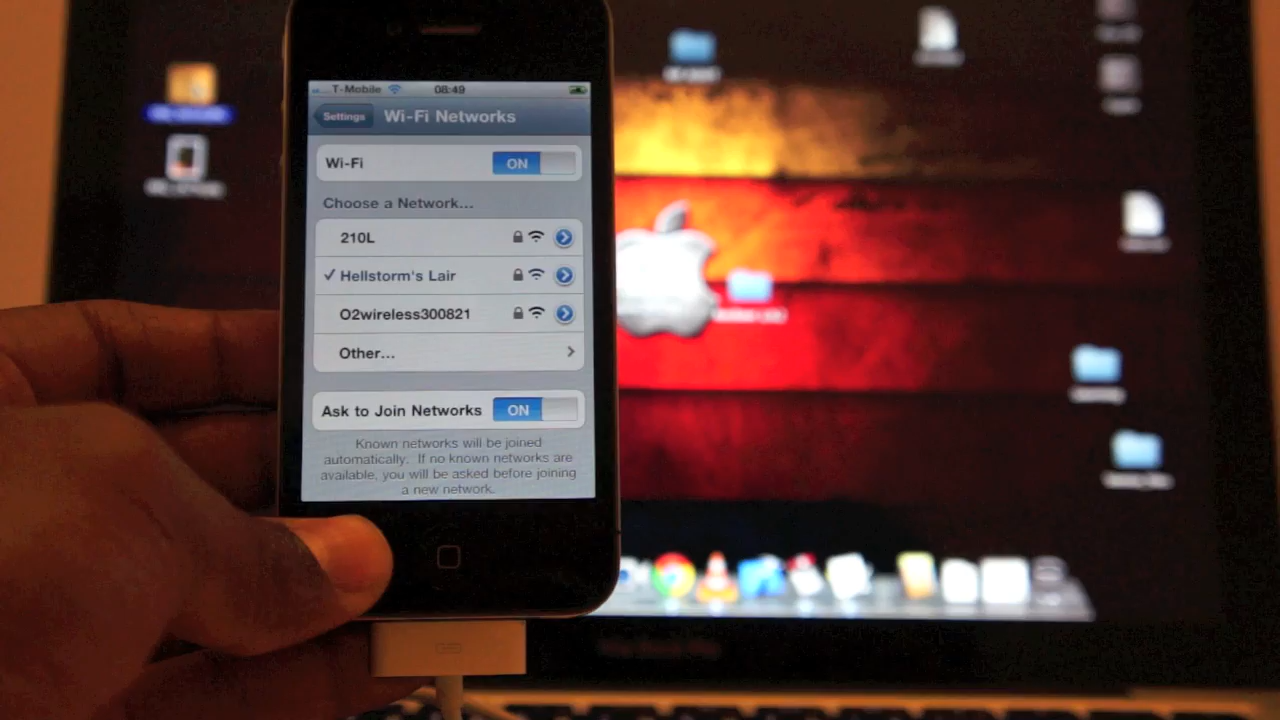 T-Mobile 08:49
Settings Wi-Fi Networks
Wi-Fi ON
Choose a Network...
210L
✓ Hellstorm's Lair
O2wireless300821
Other...
Ask to Join Networks ON
Known networks will be joined
automatically. If no known networks are
available, you will be asked before joining
a new network.